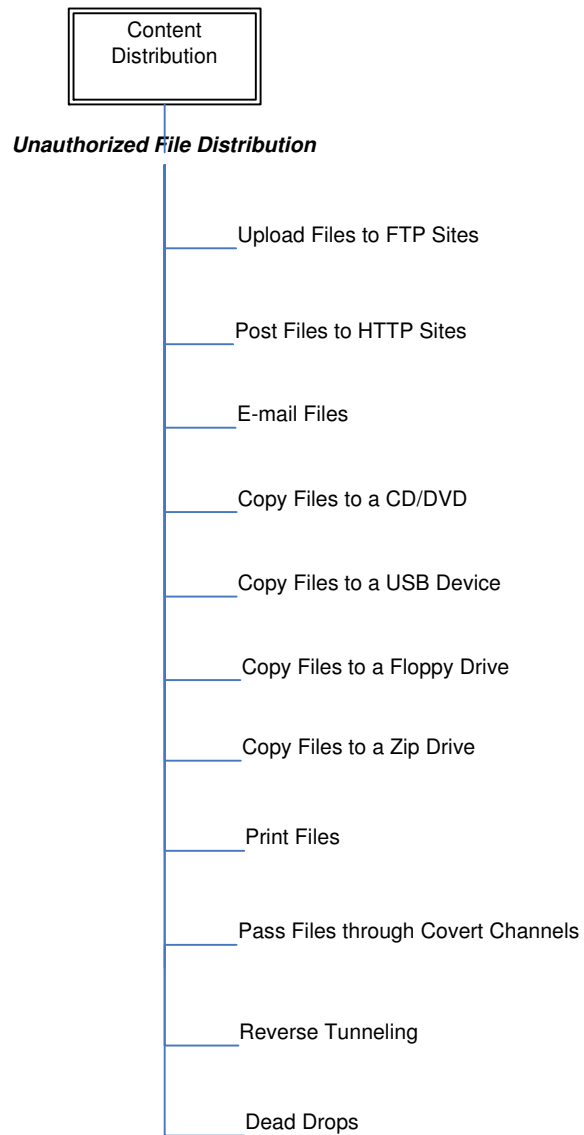 Content
Distribution
Unauthorized File Distribution
Upload Files to FTP Sites
Post Files to HTTP Sites
E-mail Files
Copy Files to a CD/DVD
Copy Files to a USB Device
Copy Files to a Floppy Drive
Copy Files to a Zip Drive
Print Files
Pass Files through Covert Channels
Reverse Tunneling
Dead Drops